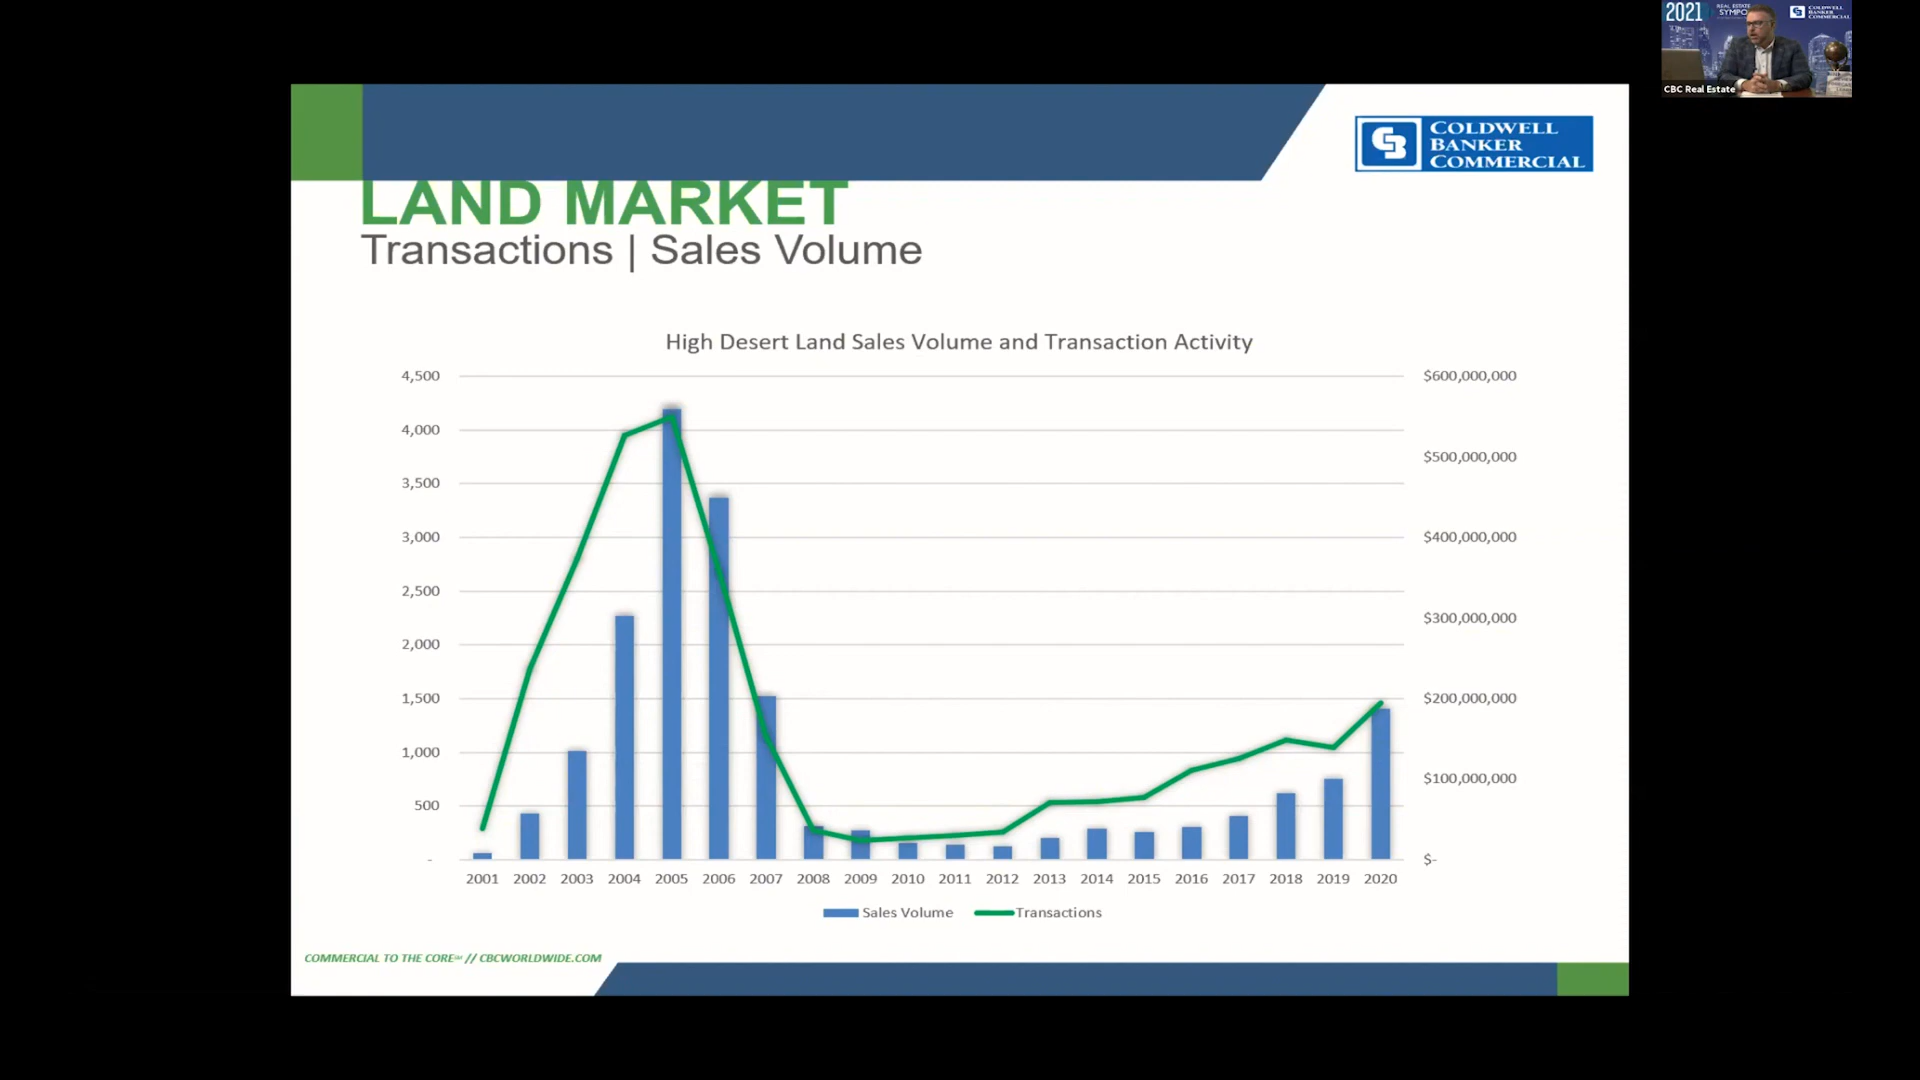 2021
REAL ESTATE
SYMPO
COLDWELL
BANKER
COMMERCIAL
CBC Real Estate
COLDWELL
BANKER
COMMERCIAL
LAND MARKET
Transactions | Sales Volume
High Desert Land Sales Volume and Transaction Activity
4,500
4,000
3,500
3,000
2,500
2,000
1,500
1,000
500
-
$600,000,000
$500,000,000
$400,000,000
$300,000,000
$200,000,000
$100,000,000
$-
2001 2002 2003 2004 2005 2006 2007 2008 2009 2010 2011 2012 2013 2014 2015 2016 2017 2018 2019 2020
Sales Volume Transactions
COMMERCIAL TO THE CORE℠ // CBCWORLDWIDE.COM